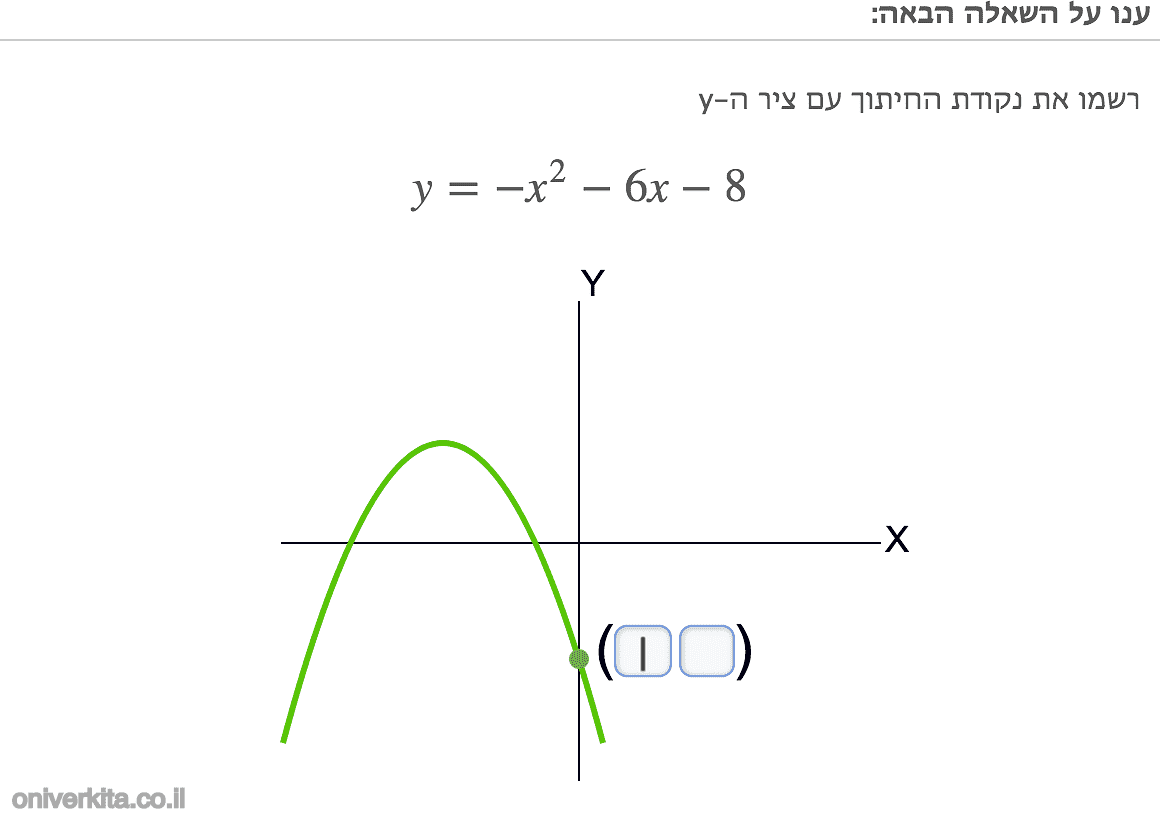 ענו על השאלה הבאה:
רשמו את נקודת החיתוך עם ציר ה-y
y = −x² − 6x − 8
Y
X
( )
oniverkita.co.il